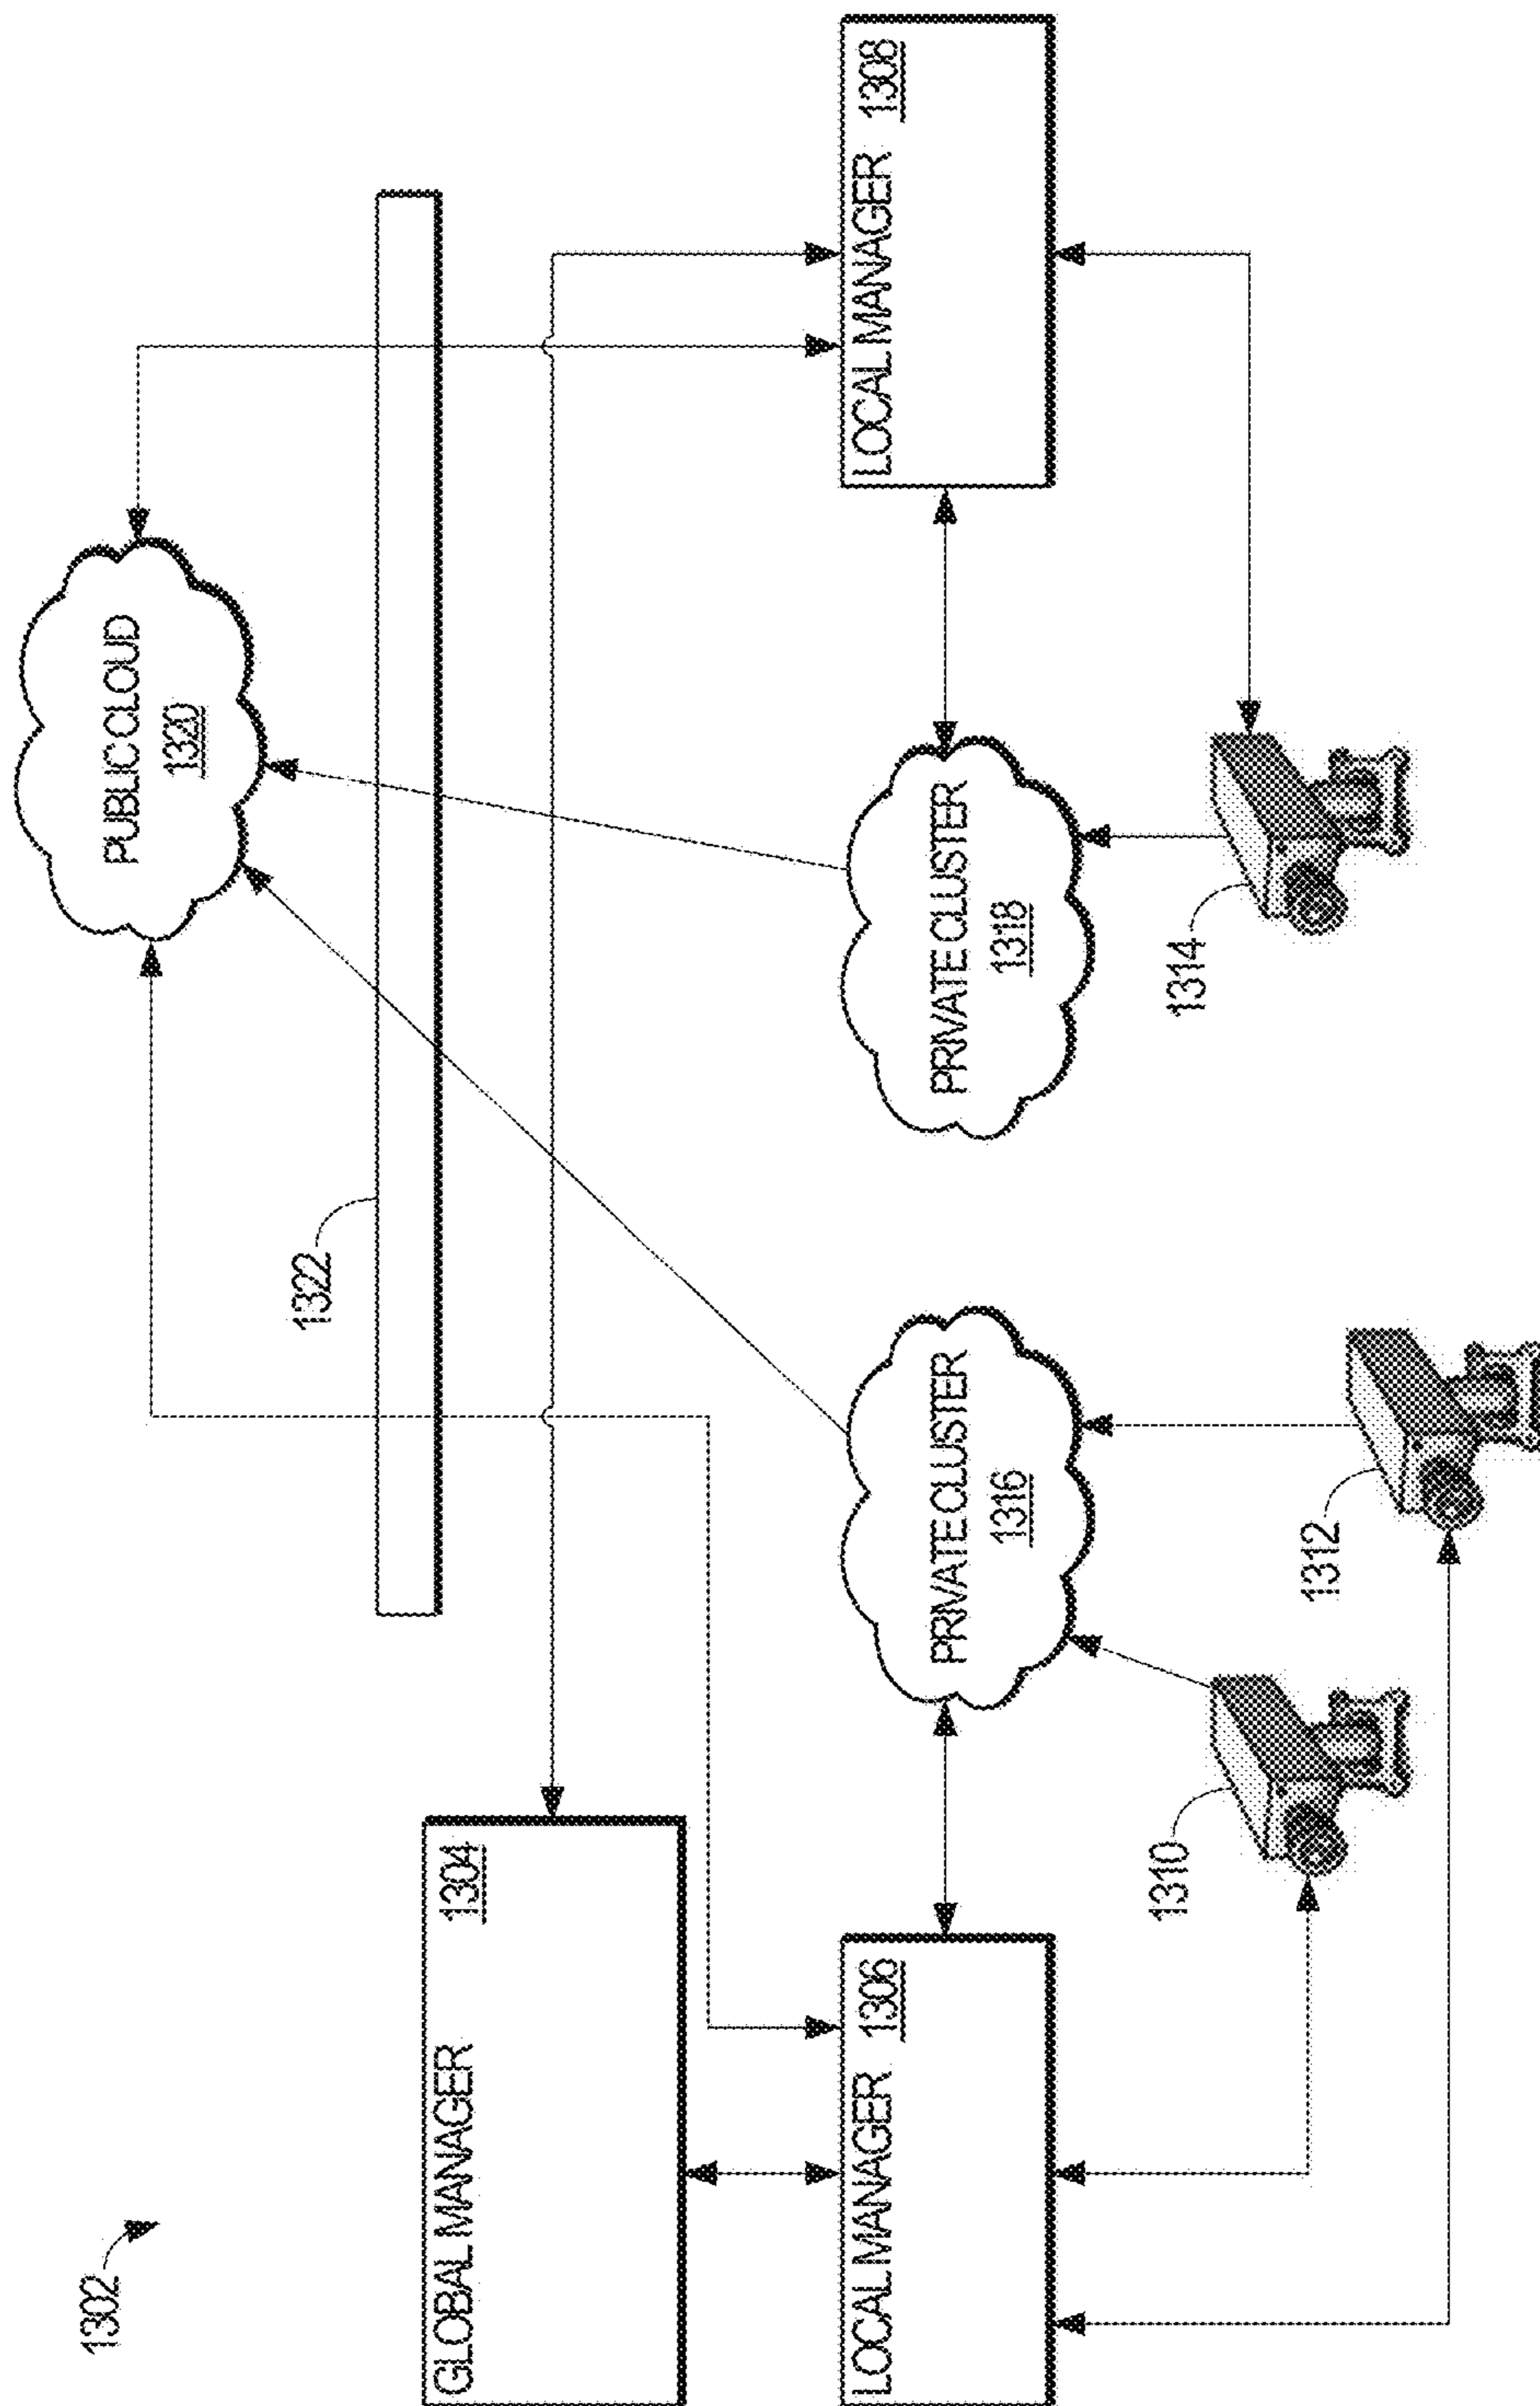 1302
PUBLIC CLOUD
1320
1322
GLOBAL MANAGER
1304
LOCAL MANAGER
1306
PRIVATE CLUSTER
1316
PRIVATE CLUSTER
1318
LOCAL MANAGER
1308
1310
1312
1314